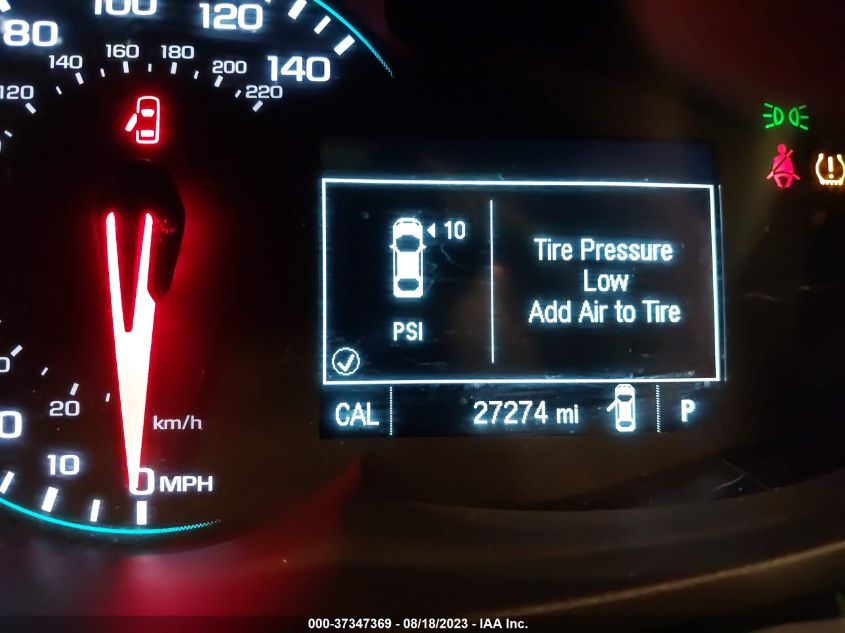 80 100 120
140 160 180 200 140
120 220
10
Tire Pressure
Low
Add Air to Tire
PSI
20
km/h
CAL 27274 mi P
10
0 MPH
000-37347369 - 08/18/2023 - IAA Inc.